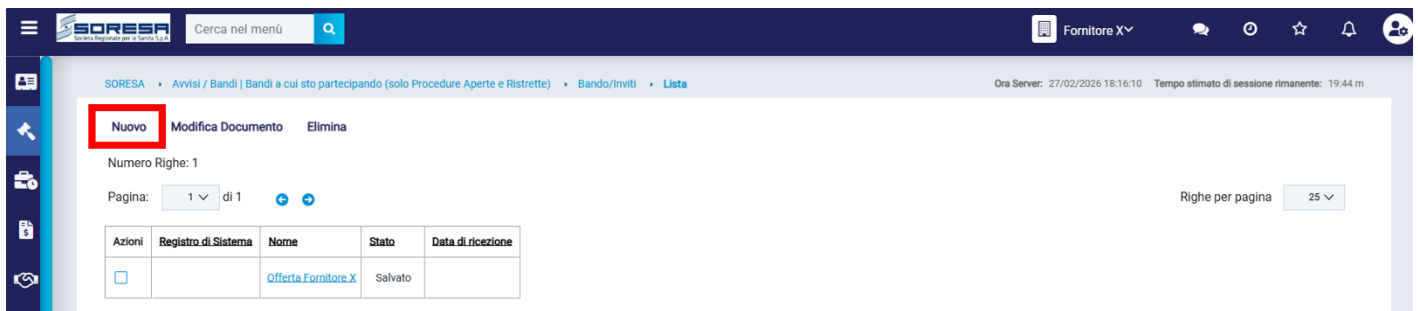 SORESA
Società Regionale per la Sanità S.p.A.
Cerca nel menù
Fornitore X
SORESA Avvisi / Bandi | Bandi a cui sto partecipando (solo Procedure Aperte e Ristrette) Bando/Inviti Lista
Ora Server: 27/02/2026 18:16:10 Tempo stimato di sessione rimanente: 19:44 m
Nuovo Modifica Documento Elimina
Numero Righe: 1
Pagina: 1 di 1
Righe per pagina 25
Azioni Registro di Sistema Nome Stato Data di ricezione
Offerta Fornitore X Salvato